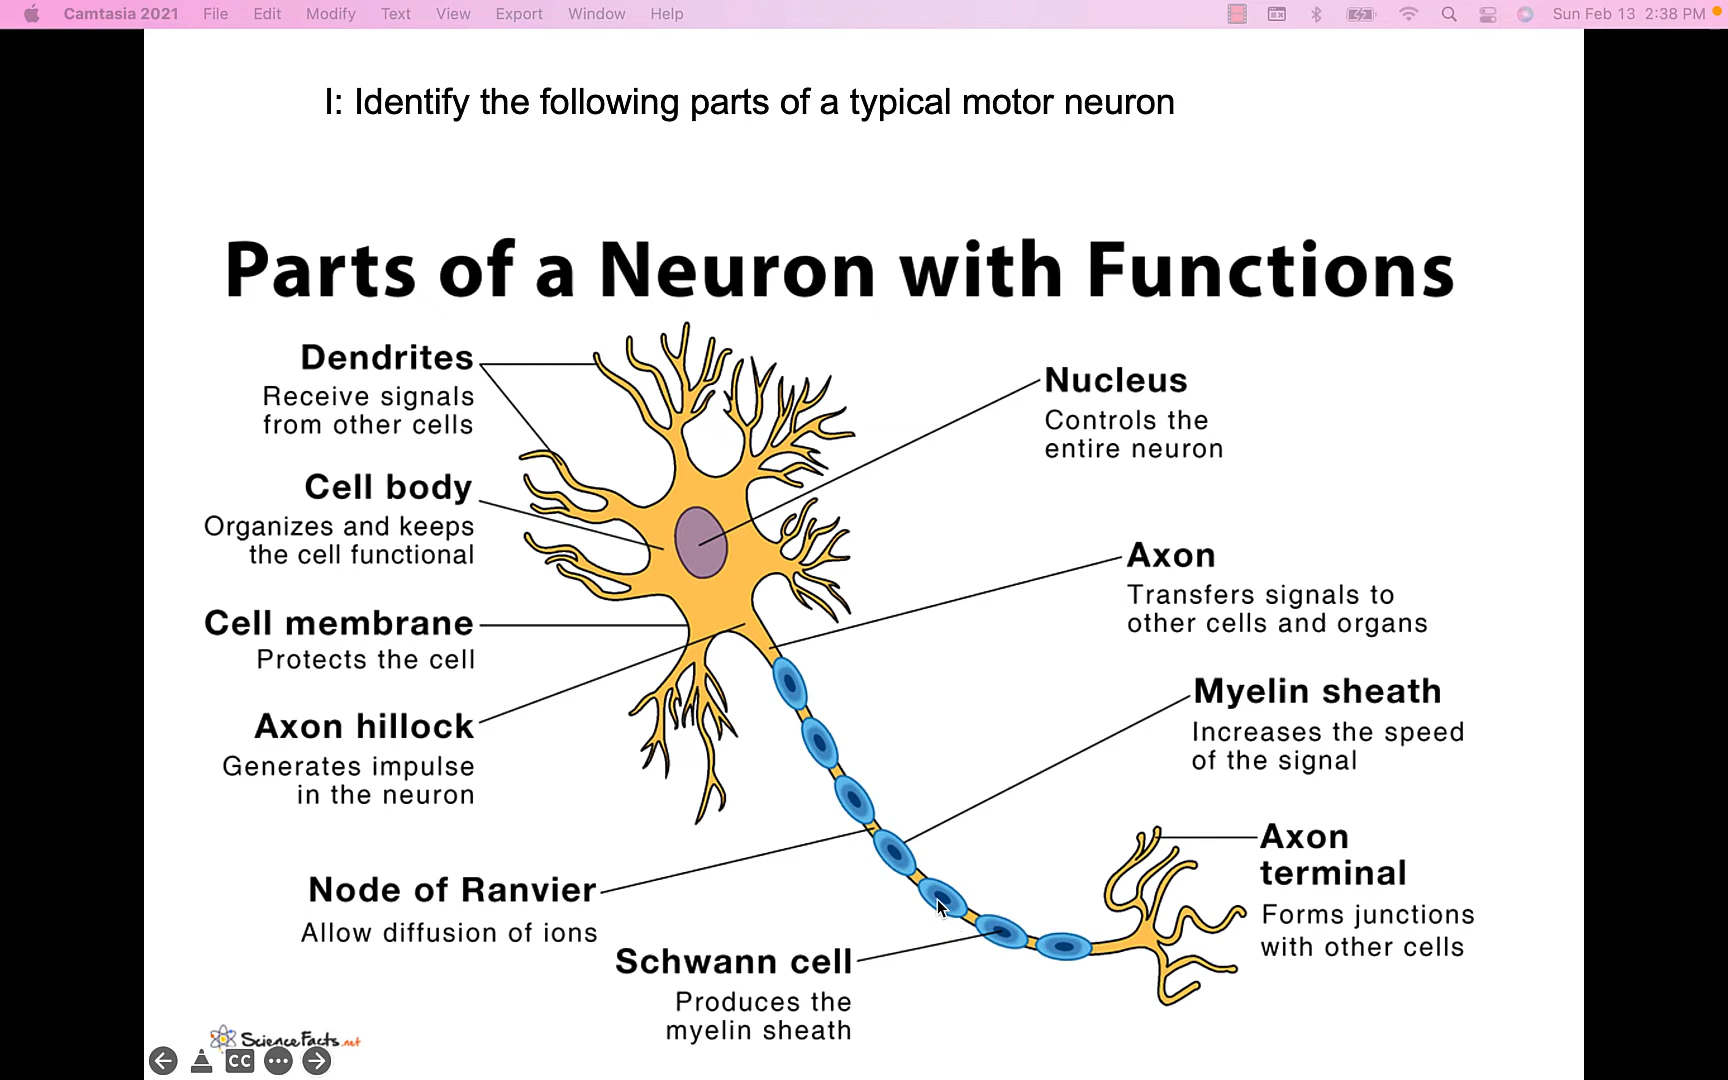 Camtasia 2021 File Edit Modify Text View Export Window Help Sun Feb 13 2:38 PM
I: Identify the following parts of a typical motor neuron
Parts of a Neuron with Functions
Dendrites
Receive signals
from other cells
Cell body
Organizes and keeps
the cell functional
Cell membrane
Protects the cell
Axon hillock
Generates impulse
in the neuron
Node of Ranvier
Allow diffusion of ions
Schwann cell
Produces the
myelin sheath
Nucleus
Controls the
entire neuron
Axon
Transfers signals to
other cells and organs
Myelin sheath
Increases the speed
of the signal
Axon
terminal
Forms junctions
with other cells
ScienceFacts.net
CC